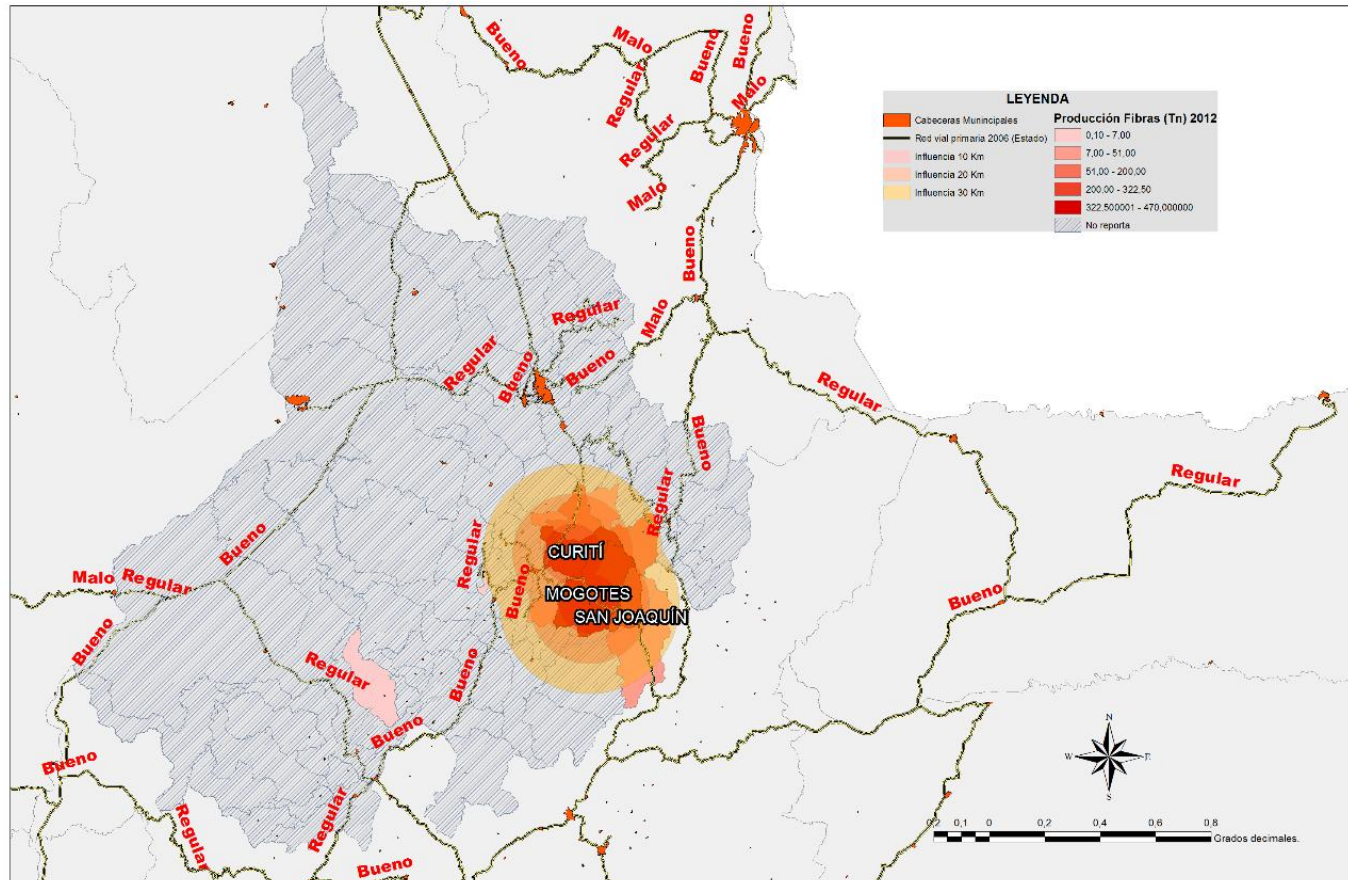 Bueno
Malo
Bueno
Bueno
Regular
Malo
Regular
Malo
LEYENDA
Cabeceras Munincipales
Red vial primaria 2006 (Estado)
Influencia 10 Km
Influencia 20 Km
Influencia 30 Km
Producción Fibras (Tn) 2012
0,10 - 7,00
7,00 - 51,00
51,00 - 200,00
200,00 - 322,50
322,500001 - 470,000000
No reporta
Bueno
Regular
Malo
Regular
Bueno
Bueno
Regular
Bueno
Regular
Regular
Bueno
Regular
Bueno
CURITÍ
Malo
Regular
Regular
Bueno
MOGOTES
SAN JOAQUÍN
Bueno
Bueno
Regular
Bueno
Bueno
Bueno
Regular
Regular
Bueno
N
W
E
S
0,2 0,1 0 0,2 0,4 0,6 0,8
Grados decimales.